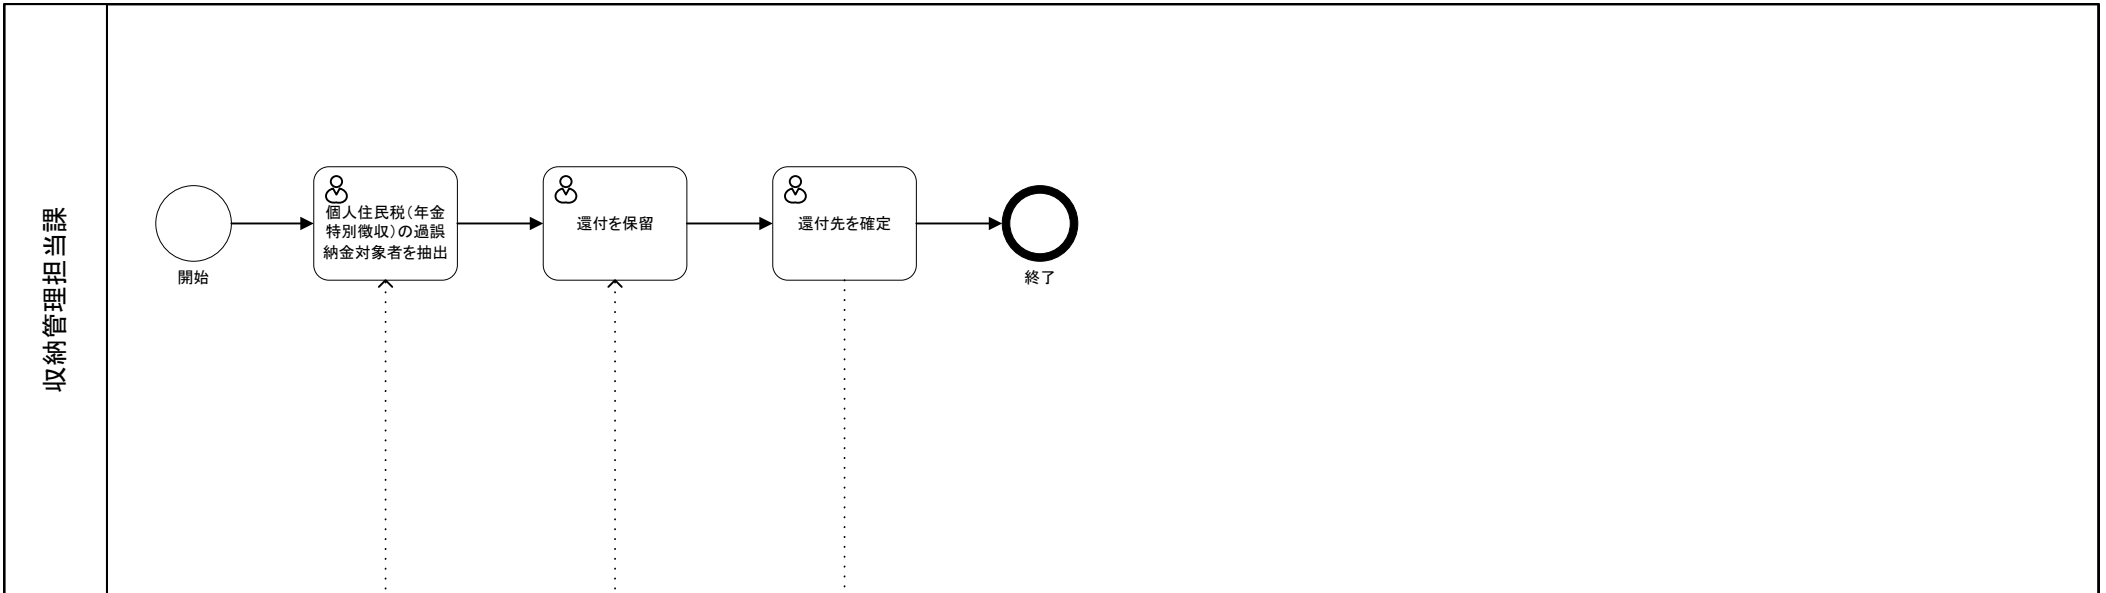 収納管理担当課
開始
個人住民税（年金
特別徴収）の過誤
納金対象者を抽出
還付を保留
還付先を確定
終了